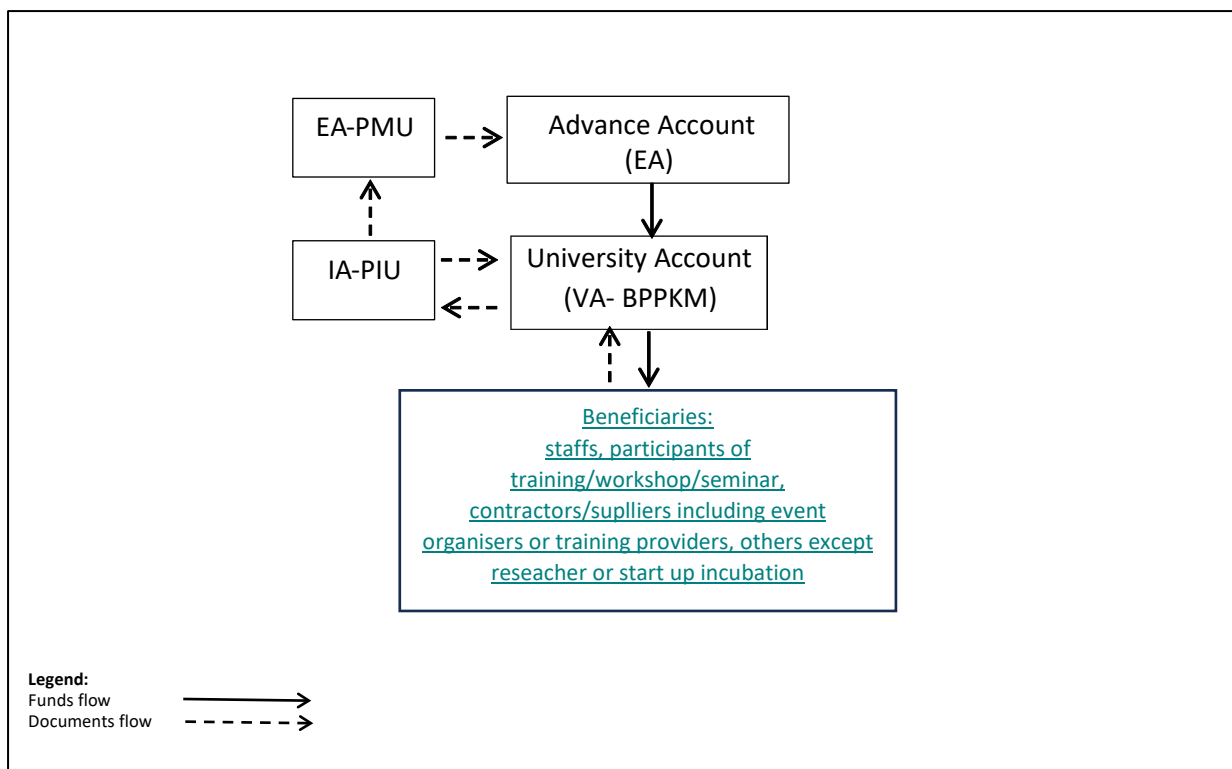 EA-PMU
Advance Account
(EA)
IA-PIU
University Account
(VA- BPPKM)
Beneficiaries:
staffs, participants of
training/workshop/seminar,
contractors/suplliers including event
organisers or training providers, others except
reseacher or start up incubation
Legend:
Funds flow
Documents flow